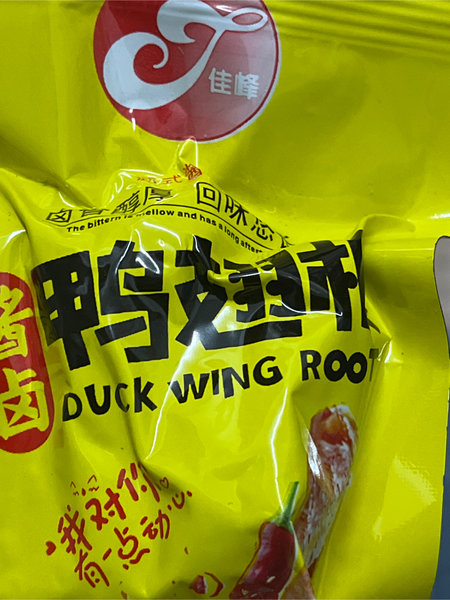 佳峰
卤香醇厚 回味悠
The bittern is mellow and has a long after
鸭翅根
DUCK WING ROOT
酱卤
我对你
有一点动心